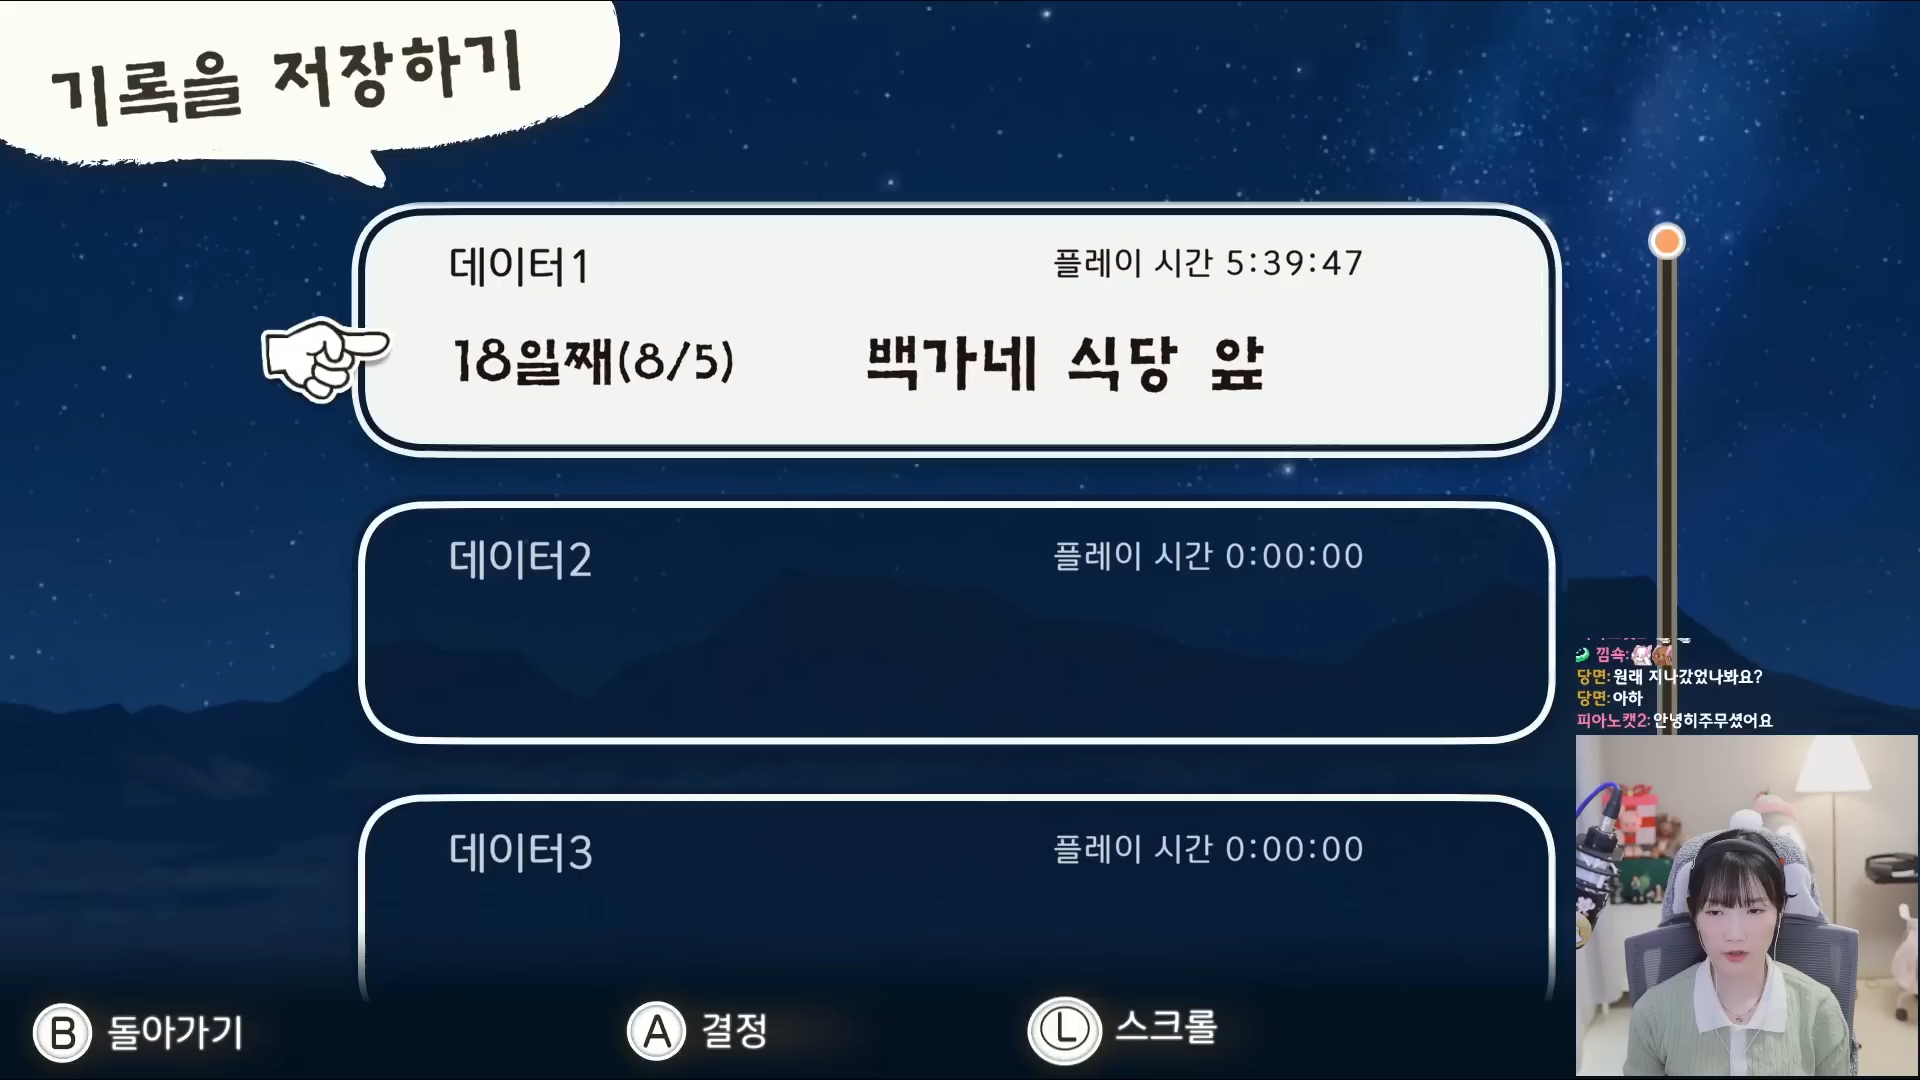 기록을 저장하기
데이터1 플레이 시간 5:39:47
18일째(8/5) 백가네 식당 앞
데이터2 플레이 시간 0:00:00
데이터3 플레이 시간 0:00:00
낌쇽:
당면:원래 지나갔었나봐요?
당면:아하
피아노캣2:안녕히주무셨어요
B 돌아가기
A 결정
L 스크롤